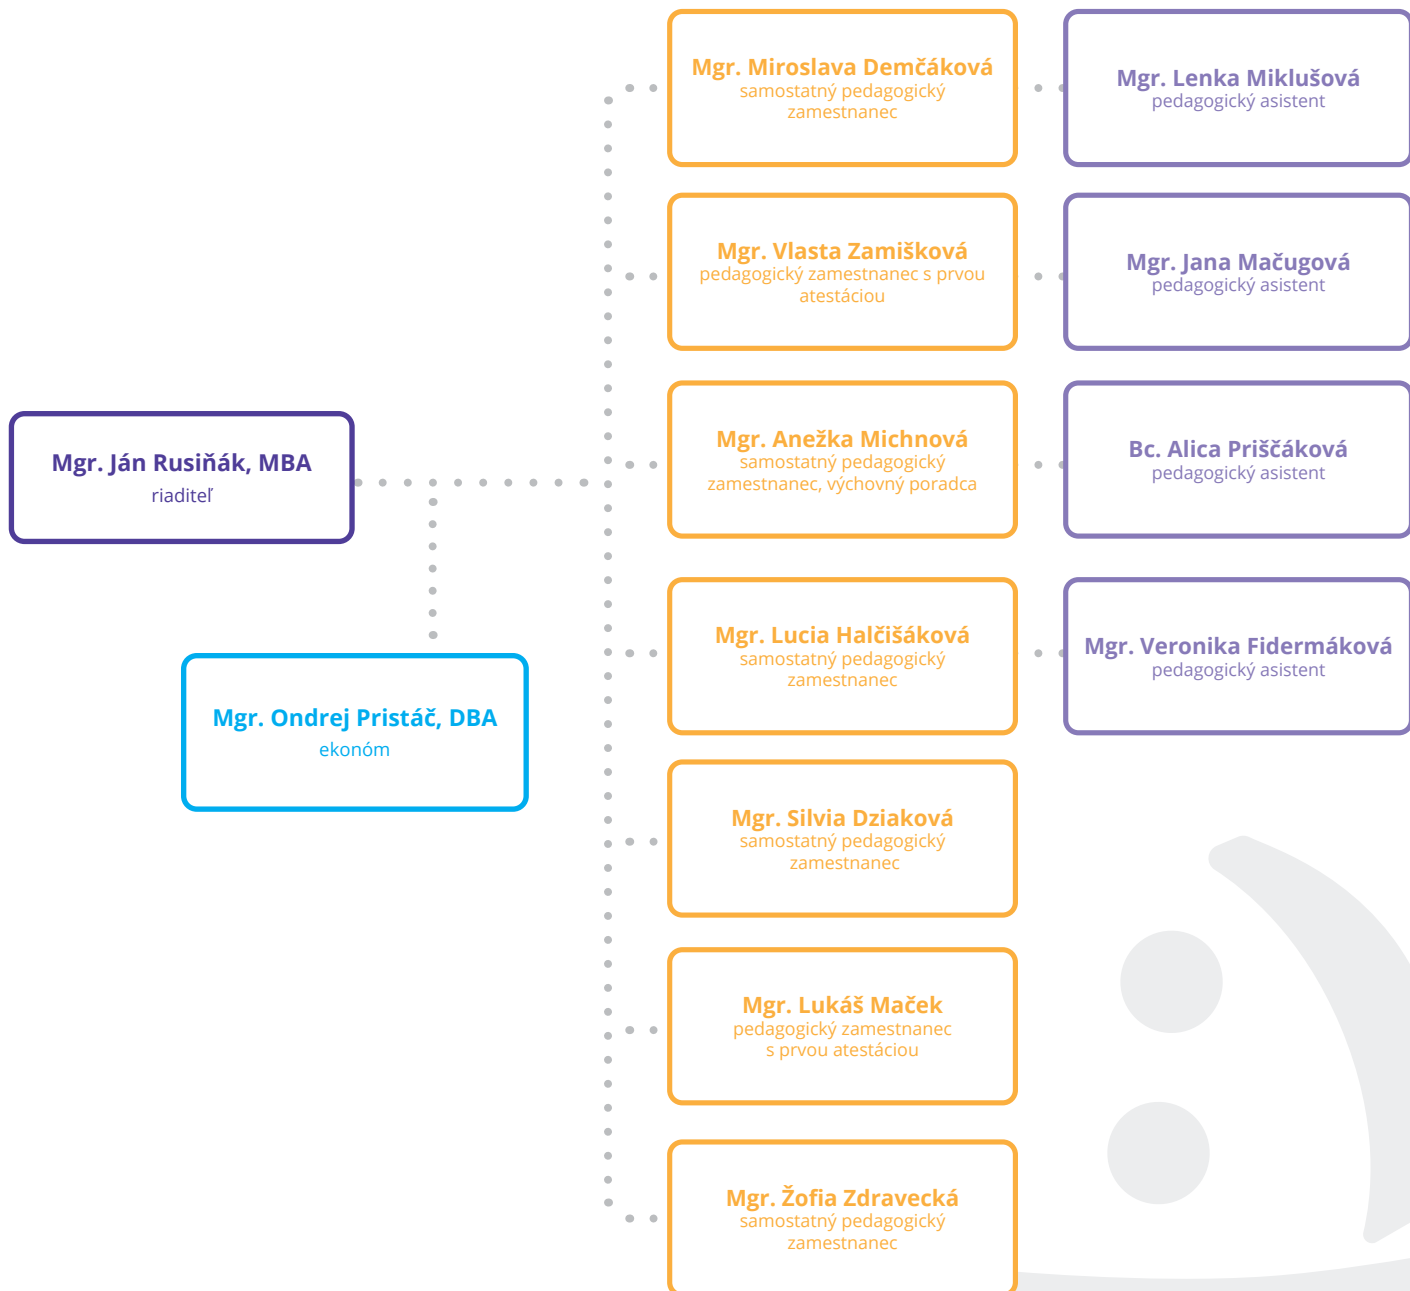 Mgr. Ján Rusiňák, MBA
riaditeľ
Mgr. Ondrej Pristáč, DBA
ekonóm
Mgr. Miroslava Demčáková
samostatný pedagogický
zamestnanec
Mgr. Lenka Miklušová
pedagogický asistent
Mgr. Vlasta Zamišková
pedagogický zamestnanec s prvou
atestáciou
Mgr. Jana Mačugová
pedagogický asistent
Mgr. Anežka Michnová
samostatný pedagogický
zamestnanec, výchovný poradca
Bc. Alica Priščáková
pedagogický asistent
Mgr. Lucia Halčišáková
samostatný pedagogický
zamestnanec
Mgr. Veronika Fidermáková
pedagogický asistent
Mgr. Silvia Dziaková
samostatný pedagogický
zamestnanec
Mgr. Lukáš Maček
pedagogický zamestnanec
s prvou atestáciou
Mgr. Žofia Zdravecká
samostatný pedagogický
zamestnanec